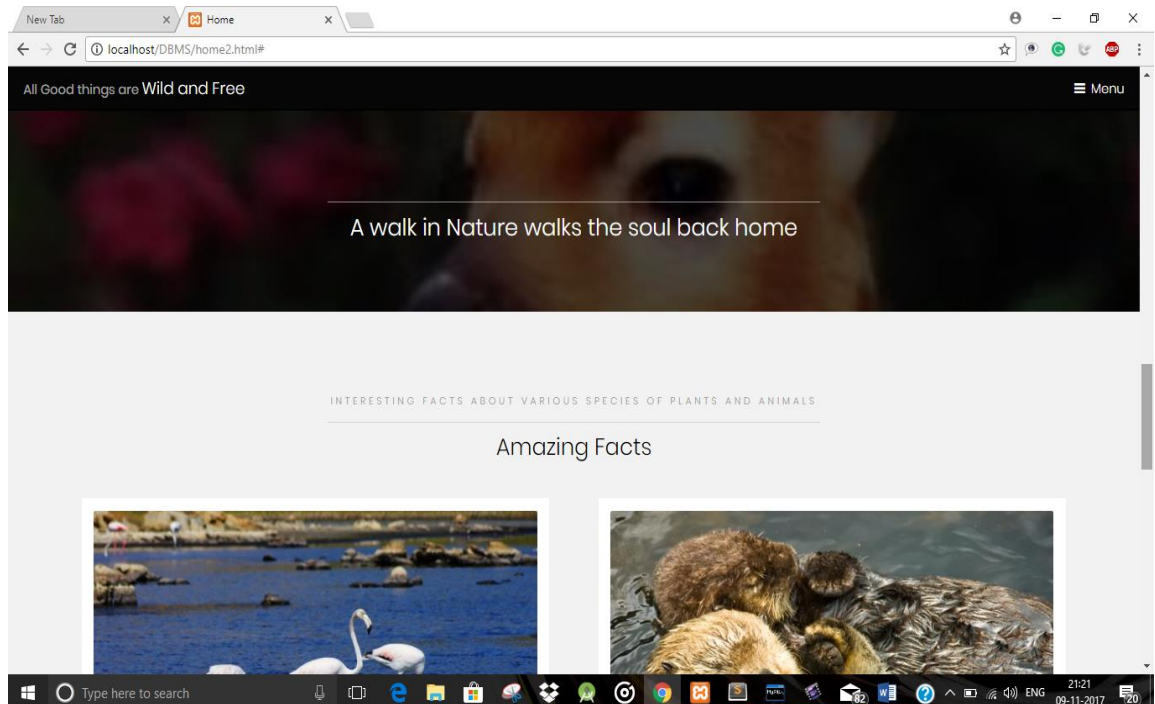 New Tab
Home
localhost/DBMS/home2.html#
ABP
All Good things are Wild and Free
Menu
A walk in Nature walks the soul back home
INTERESTING FACTS ABOUT VARIOUS SPECIES OF PLANTS AND ANIMALS
Amazing Facts
Type here to search
82
ENG
21:21
09-11-2017
20